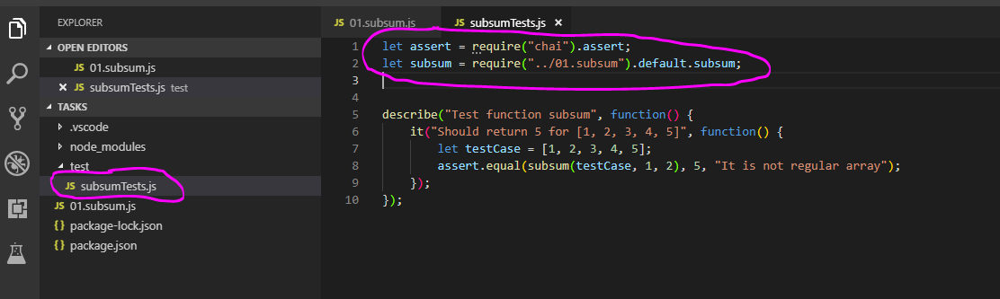 EXPLORER
OPEN EDITORS
JS 01.subsum.js
JS subsumTests.js test
TASKS
.vscode
node_modules
test
JS subsumTests.js
JS 01.subsum.js
{} package-lock.json
{} package.json
JS 01.subsum.js
JS subsumTests.js
1 let assert = require("chai").assert;
2 let subsum = require("../01.subsum").default.subsum;
3
4
5 describe("Test function subsum", function() {
6 it("Should return 5 for [1, 2, 3, 4, 5]", function() {
7 let testCase = [1, 2, 3, 4, 5];
8 assert.equal(subsum(testCase, 1, 2), 5, "It is not regular array");
9 });
10 });